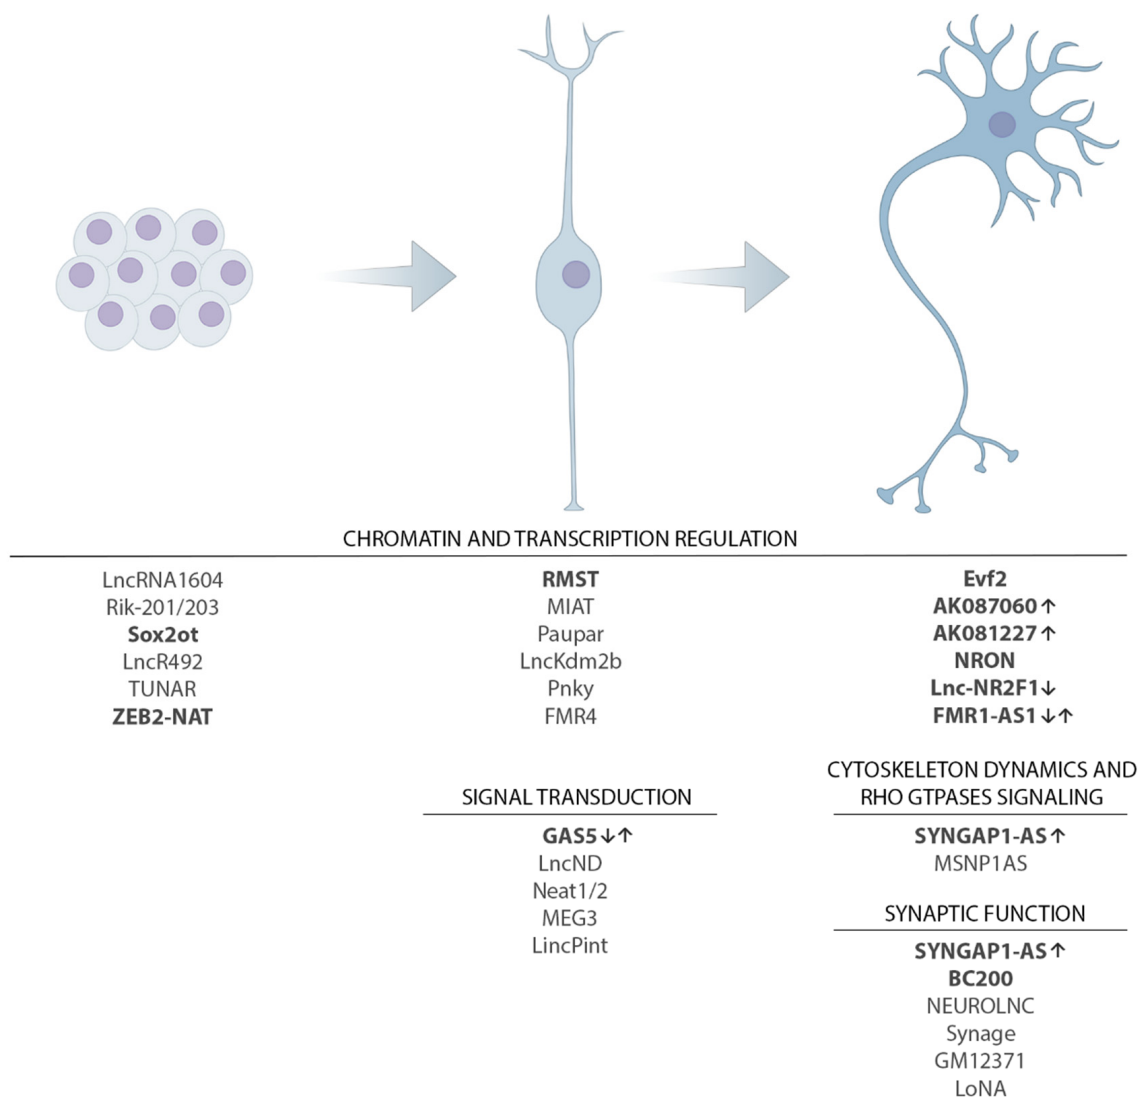 CHROMATIN AND TRANSCRIPTION REGULATION
LncRNA1604
Rik-201/203
Sox2ot
LncR492
TUNAR
ZEB2-NAT
RMST
MIAT
Paupar
LncKdm2b
Pnky
FMR4
Evf2
AK087060↑
AK081227↑
NRON
Lnc-NR2F1↓
FMR1-AS1↓↑
SIGNAL TRANSDUCTION
GAS5↓↑
LncND
Neat1/2
MEG3
LincPint
CYTOSKELETON DYNAMICS AND
RHO GTPASES SIGNALING
SYNGAP1-AS↑
MSNP1AS
SYNAPTIC FUNCTION
SYNGAP1-AS↑
BC200
NEUROLNC
Synage
GM12371
LoNA